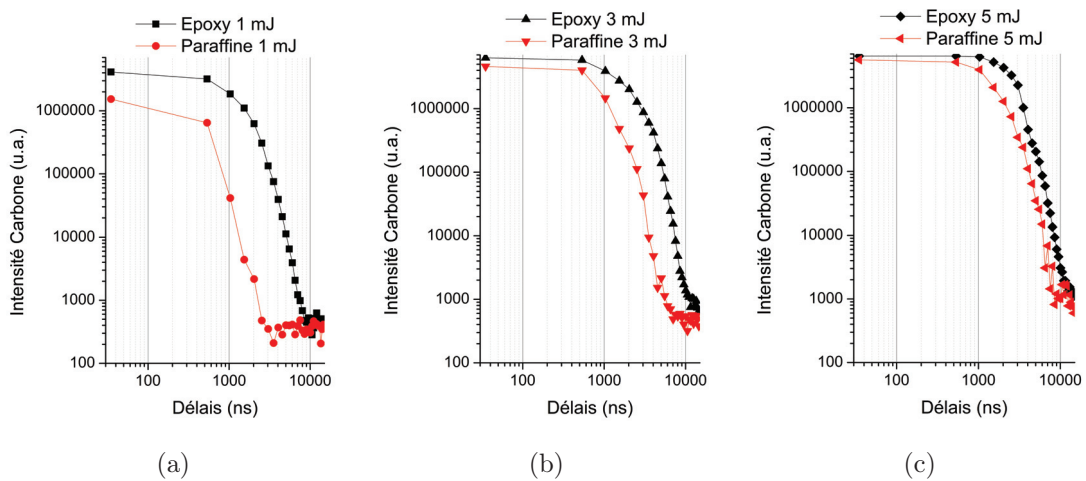 Epoxy 1 mJ
Paraffine 1 mJ
Intensité Carbone (u.a.)
1000000
100000
10000
1000
100
100
1000
10000
Délais (ns)
(a)
Epoxy 3 mJ
Paraffine 3 mJ
Intensité Carbone (u.a.)
1000000
100000
10000
1000
100
100
1000
10000
Délais (ns)
(b)
Epoxy 5 mJ
Paraffine 5 mJ
Intensité Carbone (u.a.)
1000000
100000
10000
1000
100
100
1000
10000
Délais (ns)
(c)